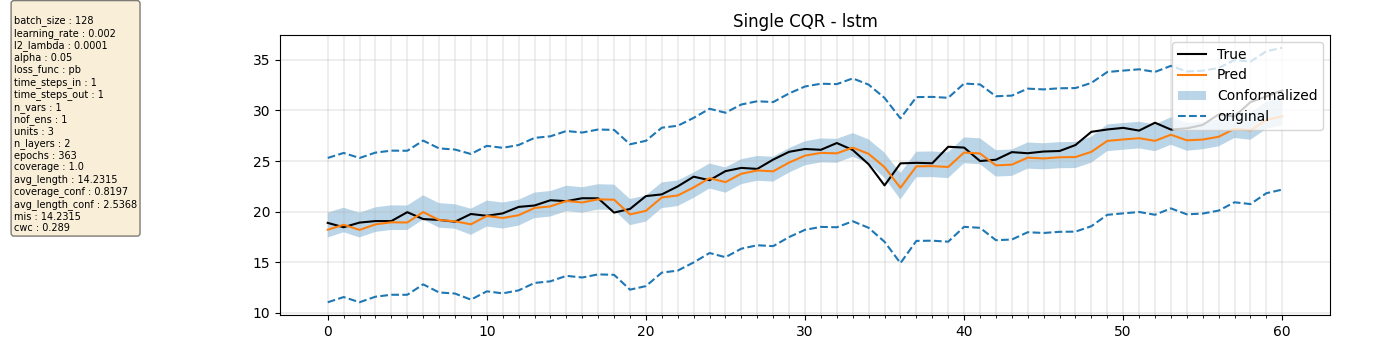 batch_size : 128
learning_rate : 0.002
l2_lambda : 0.0001
alpha : 0.05
loss_func : pb
time_steps_in : 1
time_steps_out : 1
n_vars : 1
nof_ens : 1
units : 3
n_layers : 2
epochs : 363
coverage : 1.0
avg_length : 14.2315
coverage_conf : 0.8197
avg_length_conf : 2.5368
mis : 14.2315
cwc : 0.289
Single CQR - lstm
True
Pred
Conformalized
original
35
30
25
20
15
10
0 10 20 30 40 50 60